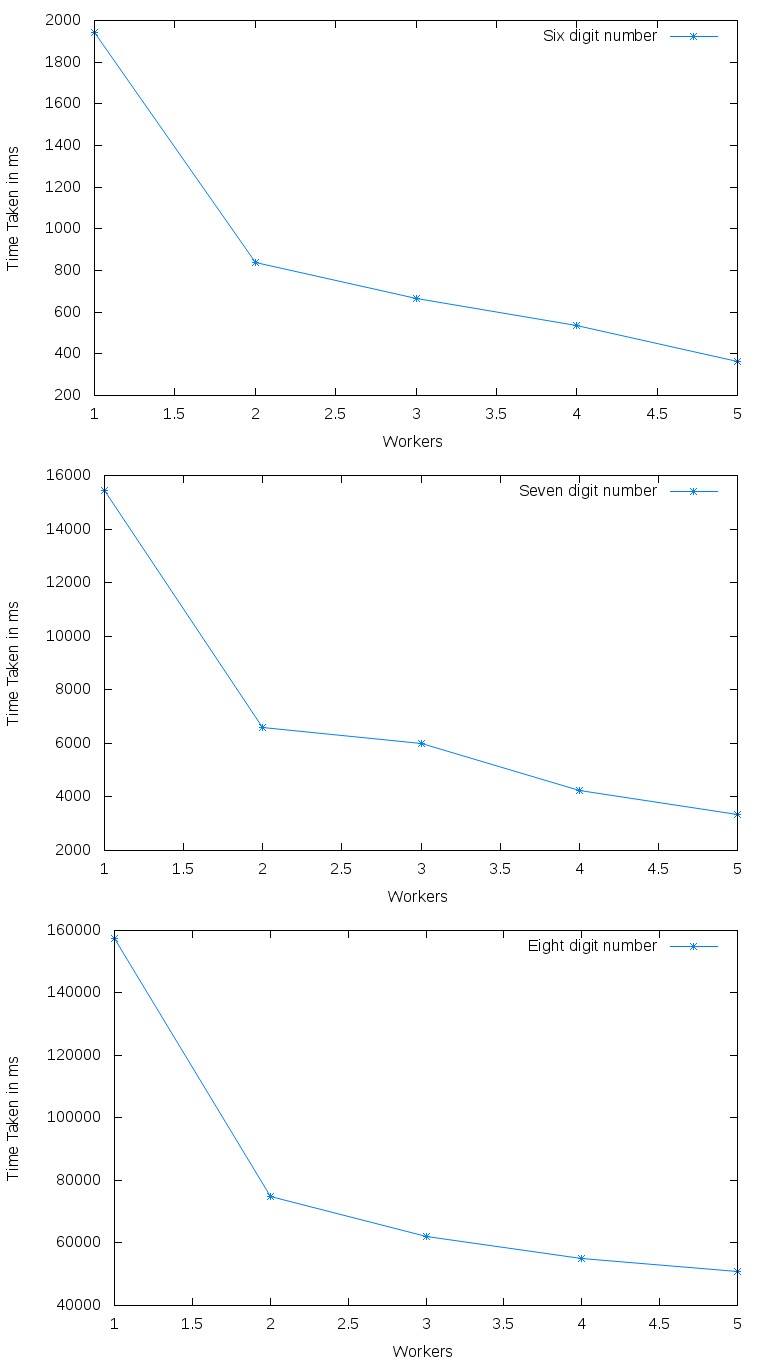 2000
Six digit number
1800
1600
1400
1200
1000
800
600
400
200
Time Taken in ms
1 1.5 2 2.5 3 3.5 4 4.5 5
Workers
16000
Seven digit number
14000
12000
10000
8000
6000
4000
2000
Time Taken in ms
1 1.5 2 2.5 3 3.5 4 4.5 5
Workers
160000
Eight digit number
140000
120000
100000
80000
60000
40000
Time Taken in ms
1 1.5 2 2.5 3 3.5 4 4.5 5
Workers